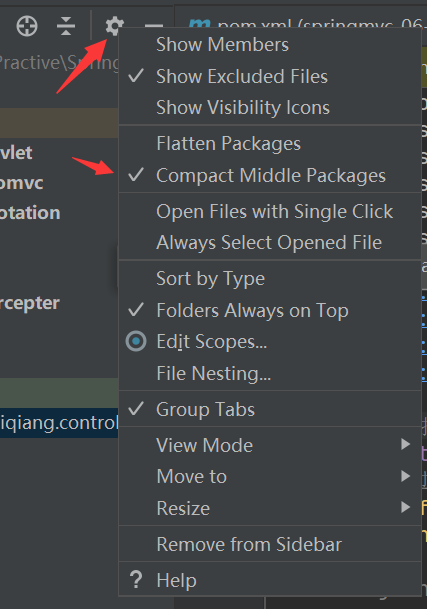 pom.xml (springmvc-06-
Practive\Spring
Show Members
Show Excluded Files
Show Visibility Icons
Flatten Packages
vlet
Compact Middle Packages
omvc
otation
Open Files with Single Click
Always Select Opened File
Sort by Type
rcepter
Folders Always on Top
Edit Scopes...
File Nesting...
Group Tabs
iqiang.control
View Mode
Move to
Resize
Remove from Sidebar
? Help